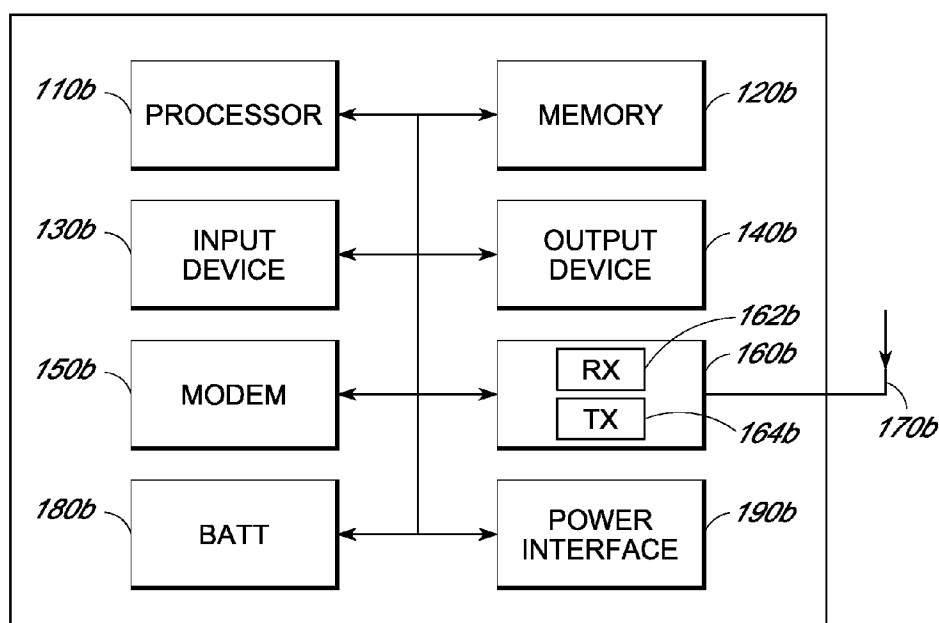 110b
PROCESSOR
MEMORY
120b
130b
INPUT
DEVICE
OUTPUT
DEVICE
140b
150b
MODEM
RX
TX
162b
160b
164b
170b
180b
BATT
POWER
INTERFACE
190b